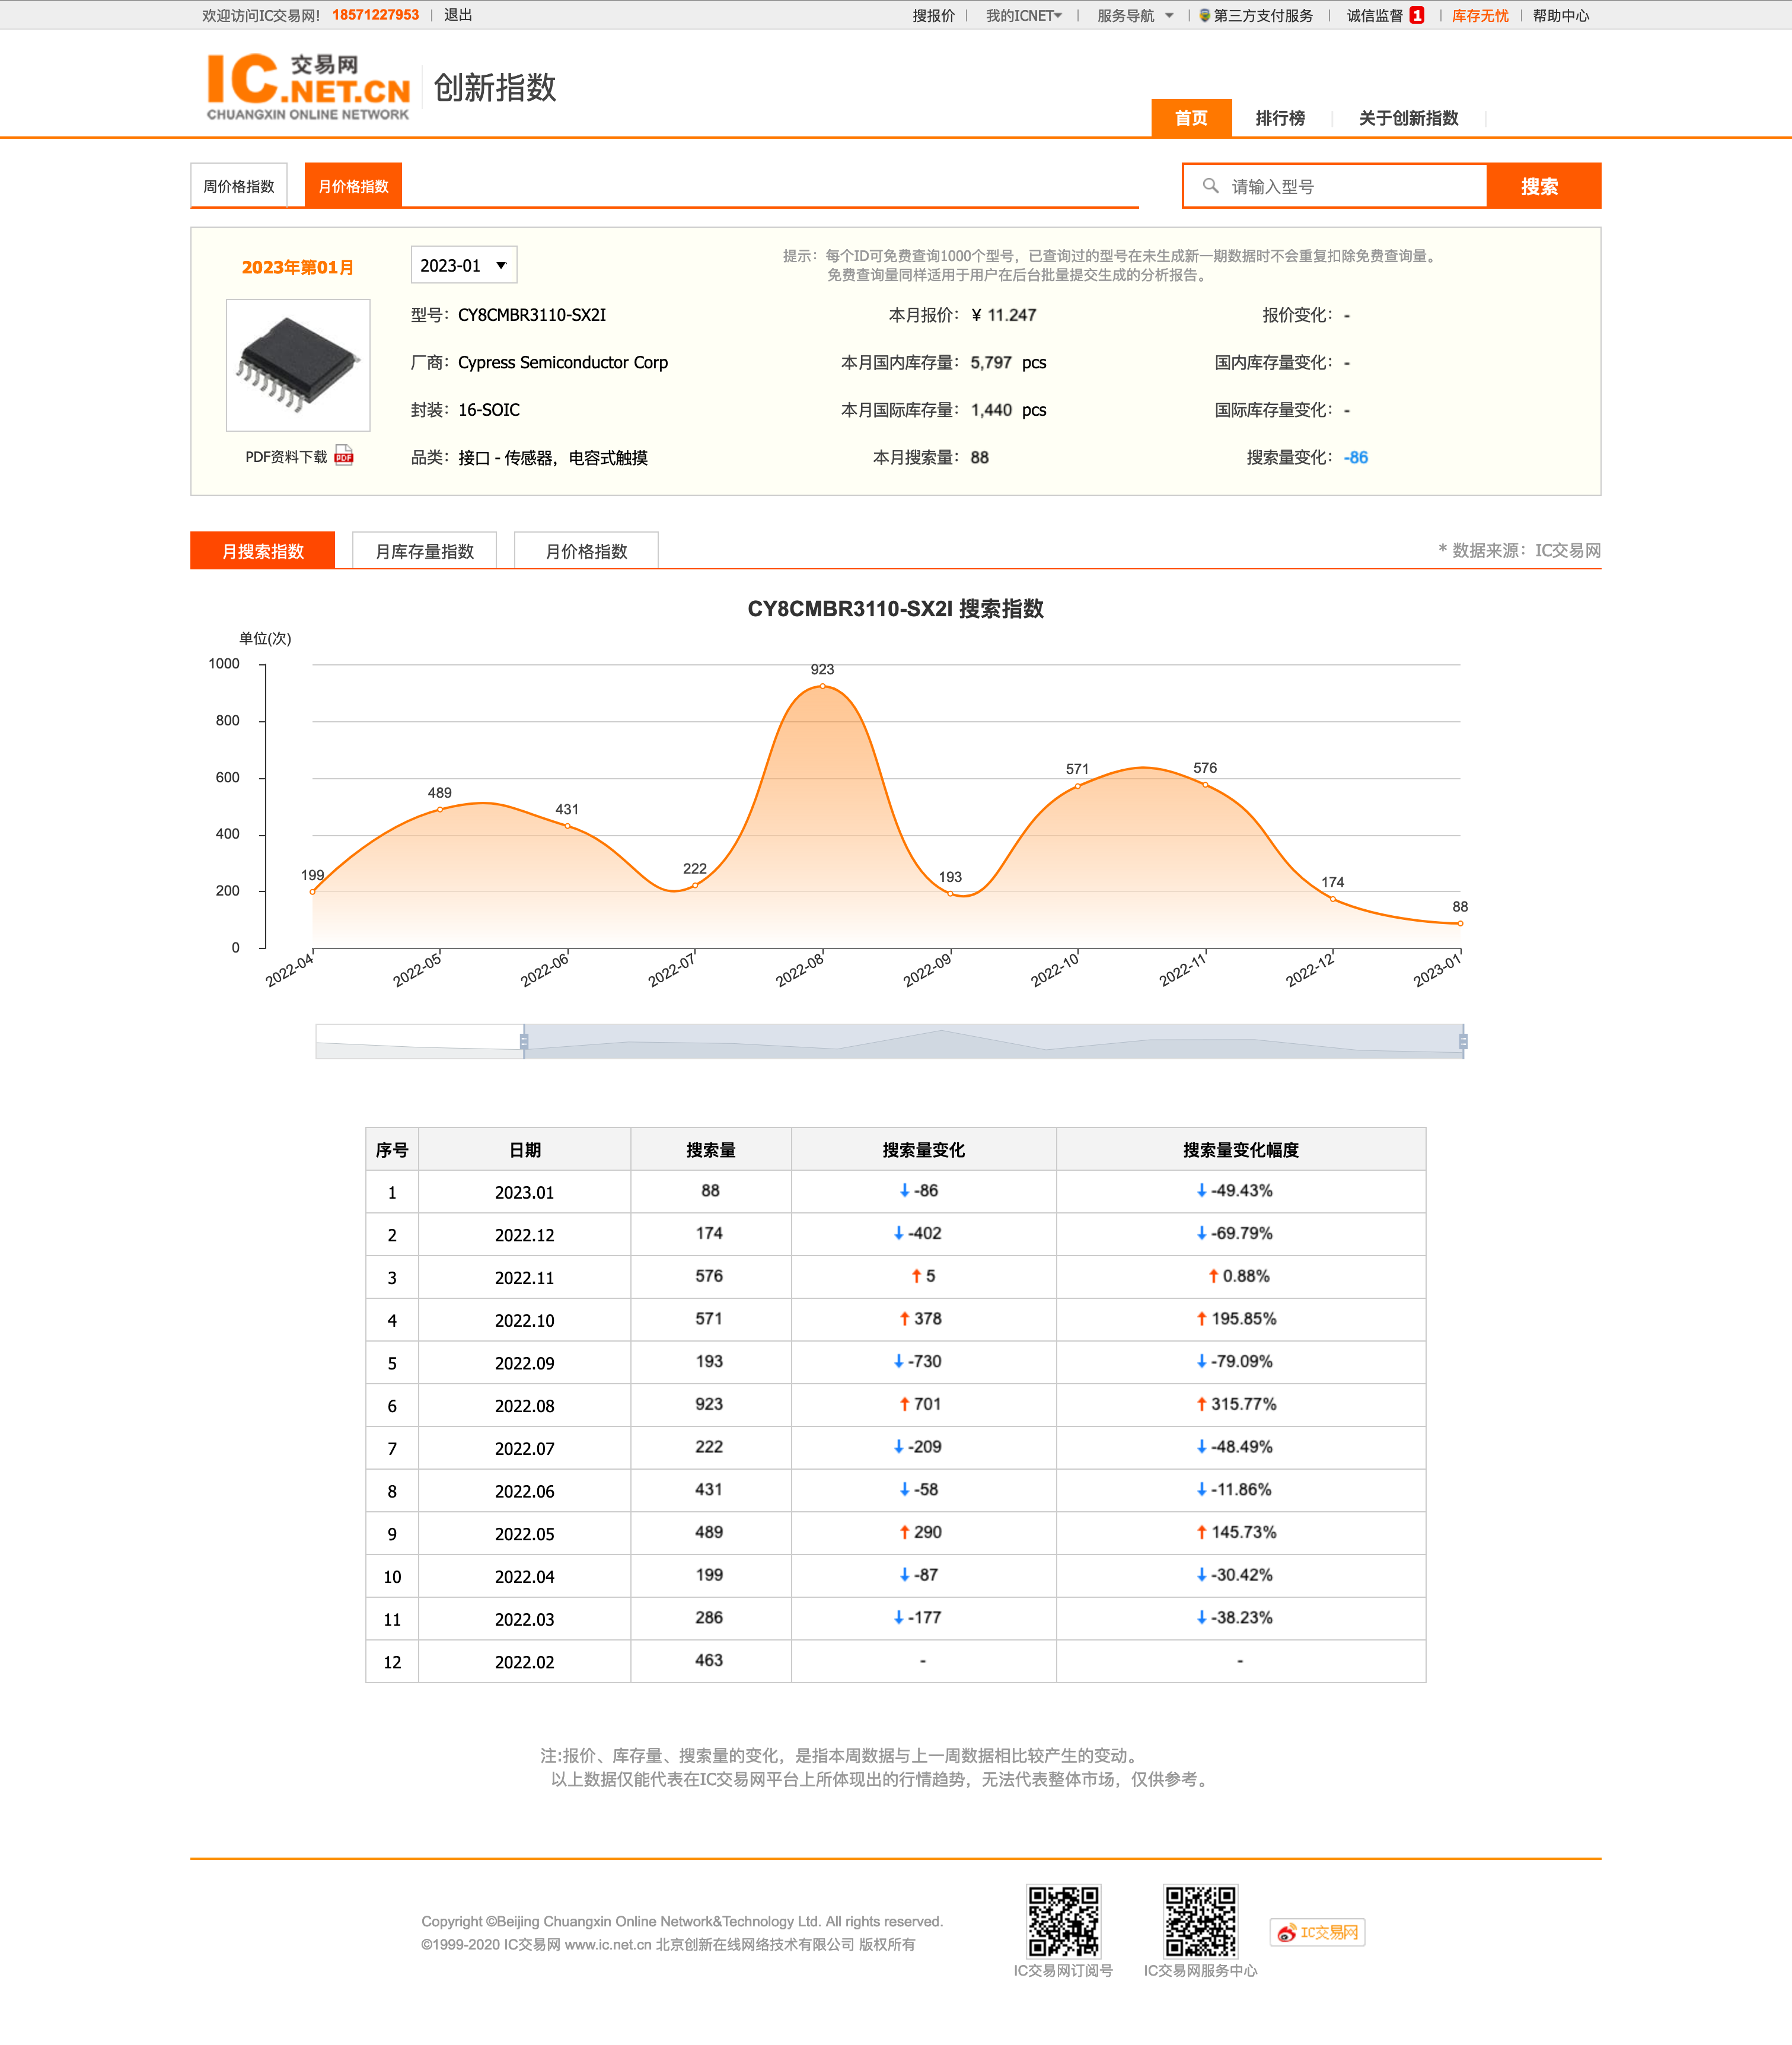 欢迎访问IC交易网! 18571227953 | 退出 搜报价 | 我的ICNET | 服务导航 | 第三方支付服务 | 诚信监督 1 | 库存无忧 | 帮助中心
IC交易网.NET.CN
CHUANGXIN ONLINE NETWORK
创新指数
首页 排行榜 关于创新指数
周价格指数 月价格指数 请输入型号 搜索
2023年第01月 2023-01 提示：每个ID可免费查询1000个型号，已查询过的型号在未生成新一期数据时不会重复扣除免费查询量。
免费查询量同样适用于用户在后台批量提交生成的分析报告。
型号：CY8CMBR3110-SX2I 本月报价：¥ 11.247 报价变化：-
厂商：Cypress Semiconductor Corp 本月国内库存量：5,797 pcs 国内库存量变化：-
封装：16-SOIC 本月国际库存量：1,440 pcs 国际库存量变化：-
PDF资料下载 PDF 品类：接口 - 传感器，电容式触摸 本月搜索量：88 搜索量变化：-86
月搜索指数 月库存量指数 月价格指数 * 数据来源：IC交易网
CY8CMBR3110-SX2I 搜索指数
单位(次)
1000
800
600
400
200
0
199 489 431 222 923 193 571 576 174 88
2022-04 2022-05 2022-06 2022-07 2022-08 2022-09 2022-10 2022-11 2022-12 2023-01
序号 日期 搜索量 搜索量变化 搜索量变化幅度
1 2023.01 88 ↓ -86 ↓ -49.43%
2 2022.12 174 ↓ -402 ↓ -69.79%
3 2022.11 576 ↑ 5 ↑ 0.88%
4 2022.10 571 ↑ 378 ↑ 195.85%
5 2022.09 193 ↓ -730 ↓ -79.09%
6 2022.08 923 ↑ 701 ↑ 315.77%
7 2022.07 222 ↓ -209 ↓ -48.49%
8 2022.06 431 ↓ -58 ↓ -11.86%
9 2022.05 489 ↑ 290 ↑ 145.73%
10 2022.04 199 ↓ -87 ↓ -30.42%
11 2022.03 286 ↓ -177 ↓ -38.23%
12 2022.02 463 - -
注:报价、库存量、搜索量的变化，是指本周数据与上一周数据相比较产生的变动。
以上数据仅能代表在IC交易网平台上所体现出的行情趋势，无法代表整体市场，仅供参考。
Copyright ©Beijing Chuangxin Online Network&Technology Ltd. All rights reserved.
©1999-2020 IC交易网 www.ic.net.cn 北京创新在线网络技术有限公司 版权所有
IC交易网订阅号 IC交易网服务中心 IC交易网